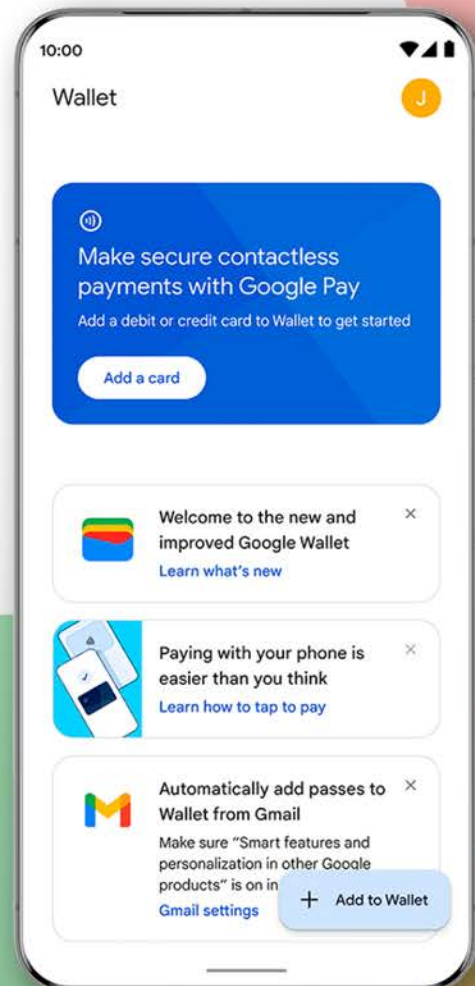 10:00
Wallet
J
Make secure contactless
payments with Google Pay
Add a debit or credit card to Wallet to get started
Add a card
Welcome to the new and
improved Google Wallet
Learn what's new
Paying with your phone is
easier than you think
Learn how to tap to pay
Automatically add passes to
Wallet from Gmail
Make sure “Smart features and
personalization in other Google
products” is on in
Gmail settings
+ Add to Wallet